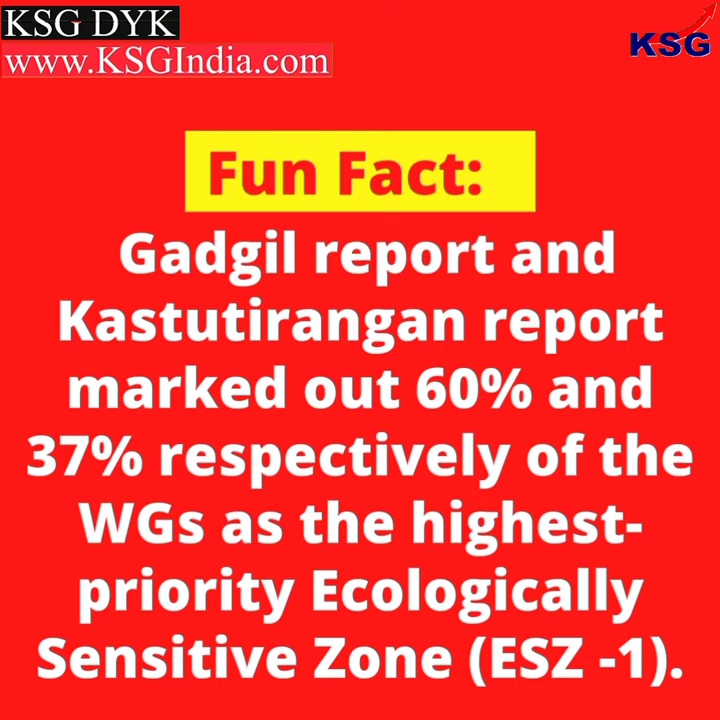 KSG DYK
www.KSGIndia.com
KSG
Fun Fact:
Gadgil report and
Kastutirangan report
marked out 60% and
37% respectively of the
WGs as the highest-
priority Ecologically
Sensitive Zone (ESZ -1).